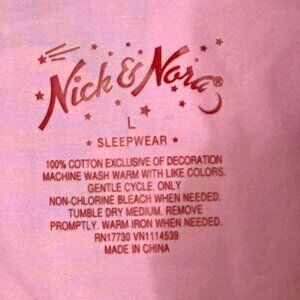 Nick & Nora
L
* SLEEPWEAR *
100% COTTON EXCLUSIVE OF DECORATION
MACHINE WASH WARM WITH LIKE COLORS.
GENTLE CYCLE. ONLY
NON-CHLORINE BLEACH WHEN NEEDED.
TUMBLE DRY MEDIUM. REMOVE
PROMPTLY. WARM IRON WHEN NEEDED.
RN17730 VN1114539
MADE IN CHINA